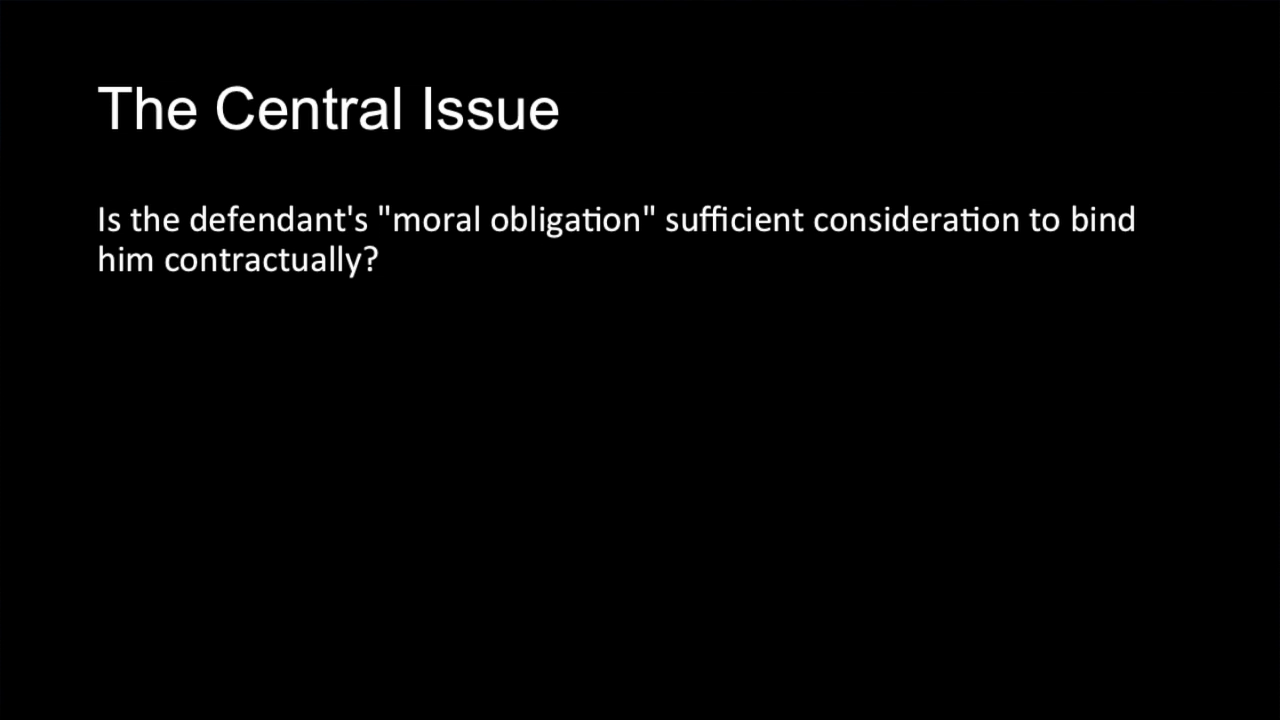 The Central Issue
Is the defendant's "moral obligation" sufficient consideration to bind
him contractually?